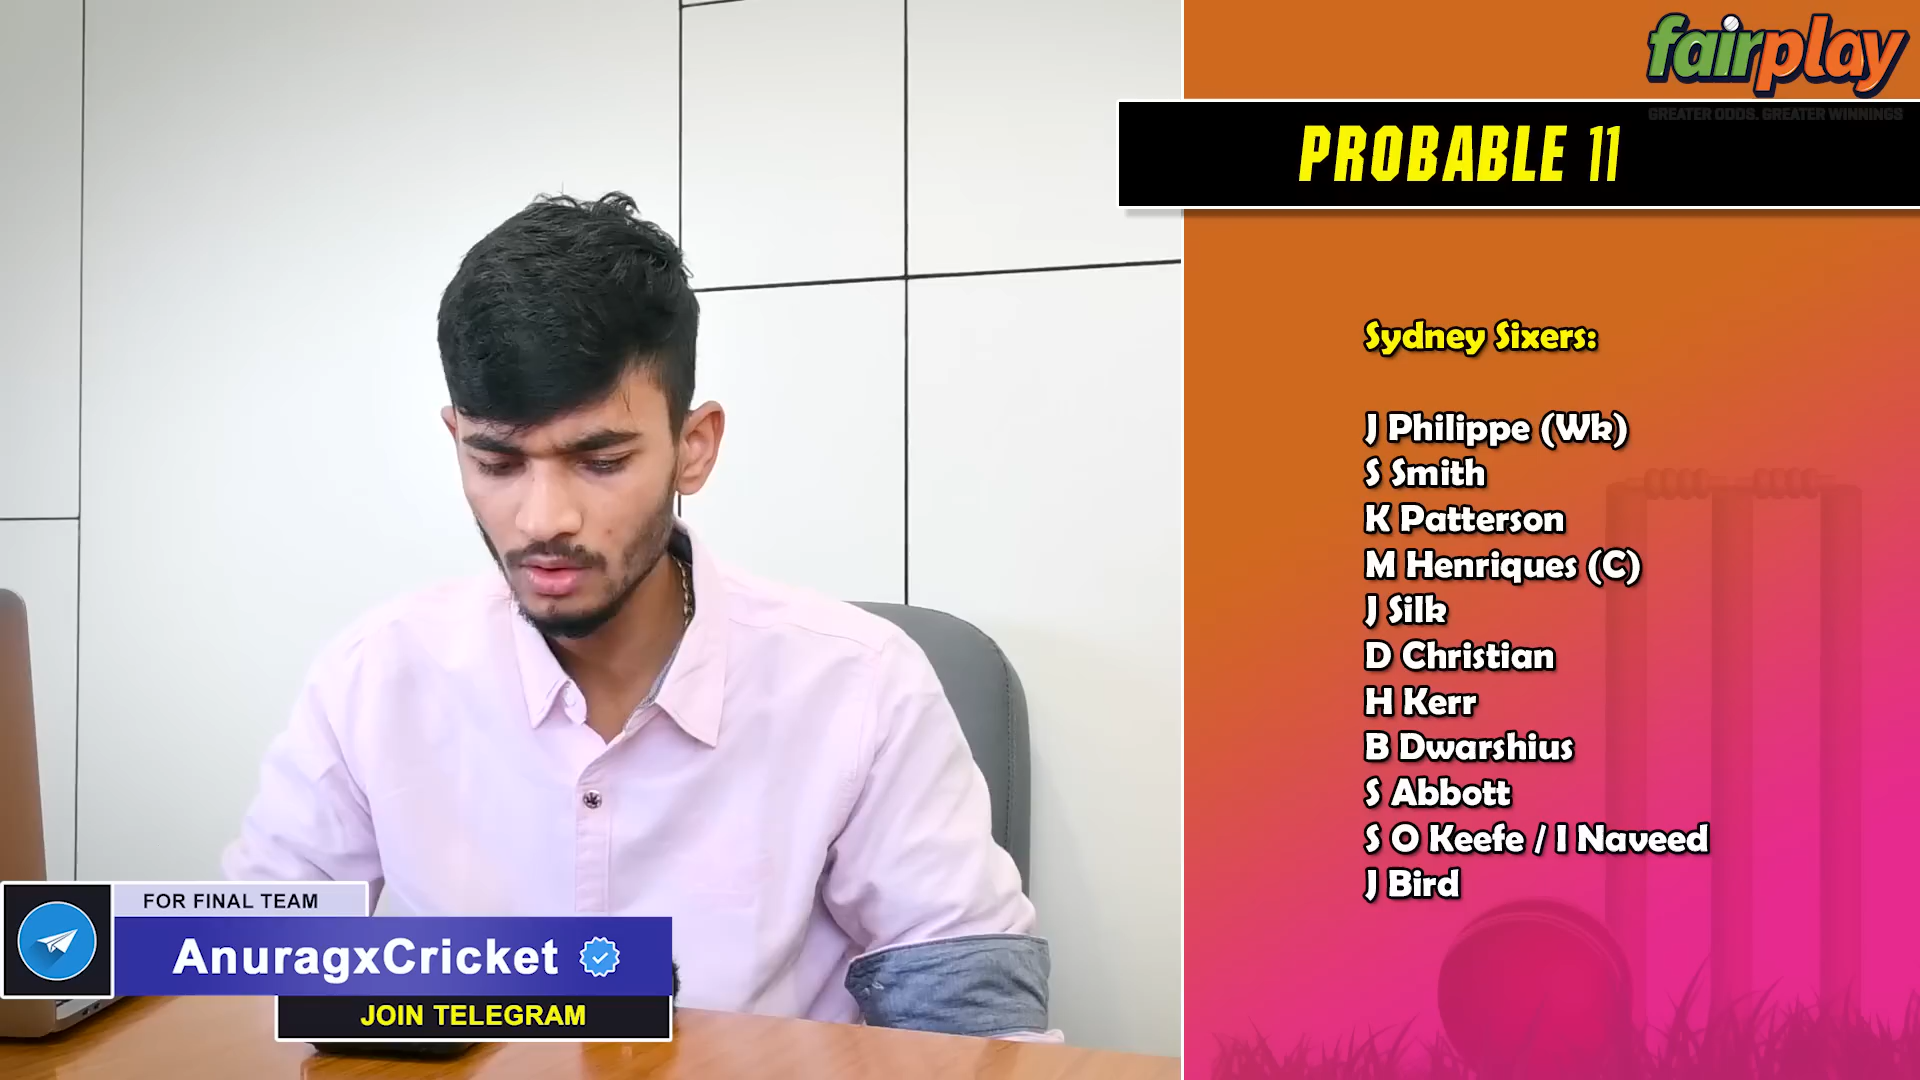 fairplay
GREATER ODDS. GREATER WINNINGS
PROBABLE 11
Sydney Sixers:
J Philippe (Wk)
S Smith
K Patterson
M Henriques (C)
J Silk
D Christian
H Kerr
B Dwarshius
S Abbott
S O Keefe / I Naveed
J Bird
FOR FINAL TEAM
AnuragxCricket
JOIN TELEGRAM